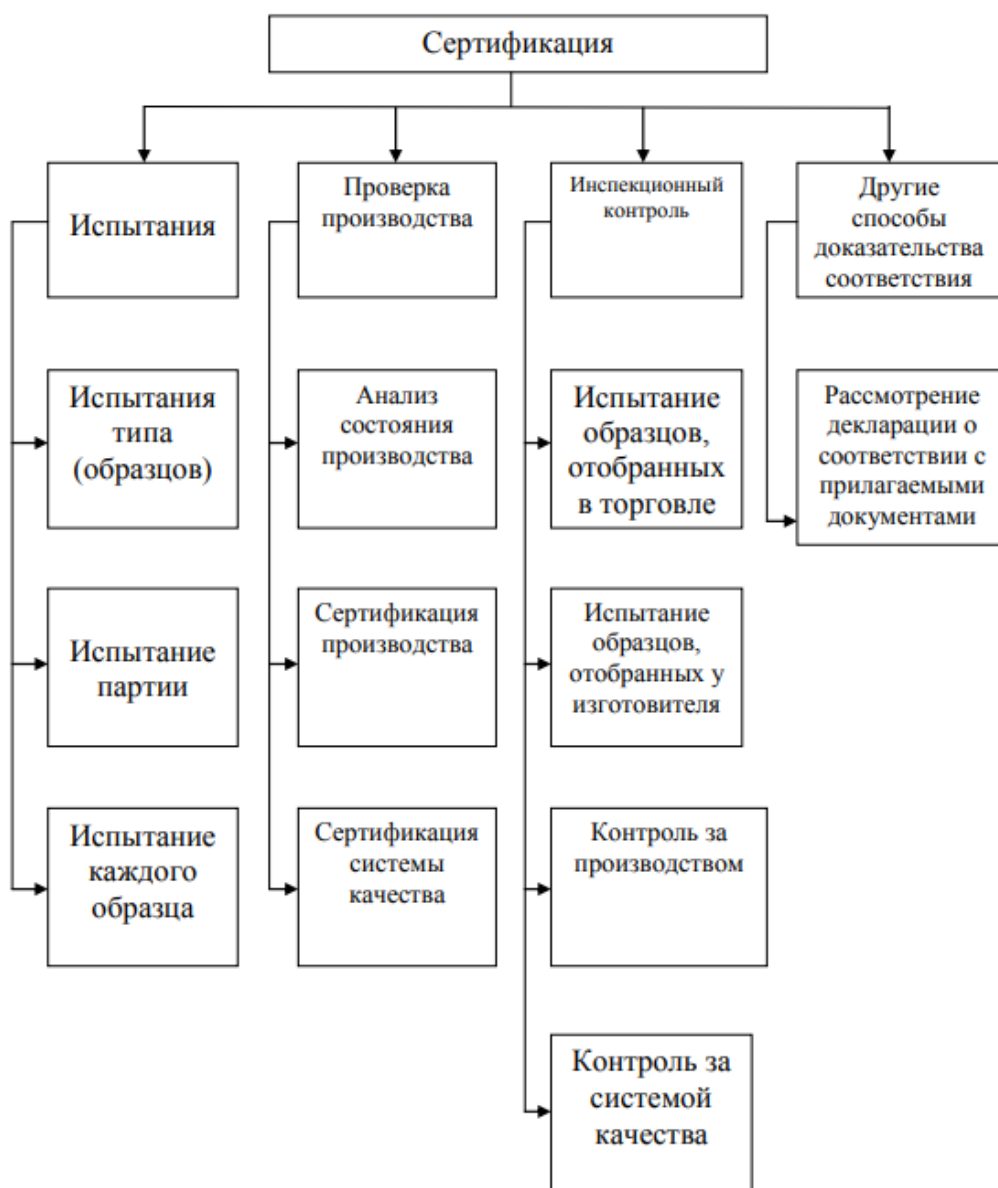 Сертификация
Испытания
Проверка
производства
Инспекционный
контроль
Другие
способы
доказательства
соответствия
Испытания
типа
(образцов)
Анализ
состояния
производства
Испытание
образцов,
отобранных
в торговле
Рассмотрение
декларации о
соответствии с
прилагаемыми
документами
Испытание
партии
Сертификация
производства
Испытание
образцов,
отобранных у
изготовителя
Испытание
каждого
образца
Сертификация
системы
качества
Контроль за
производством
Контроль за
системой
качества